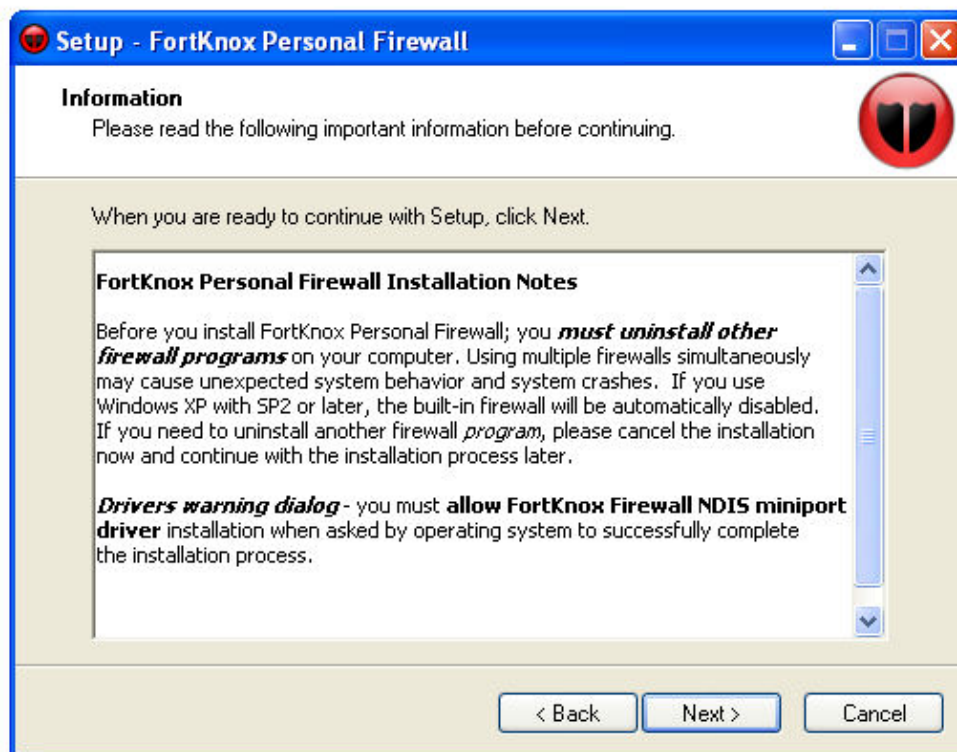 Setup - FortKnox Personal Firewall
Information
Please read the following important information before continuing.
When you are ready to continue with Setup, click Next.
FortKnox Personal Firewall Installation Notes
Before you install FortKnox Personal Firewall; you must uninstall other
firewall programs on your computer. Using multiple firewalls simultaneously
may cause unexpected system behavior and system crashes.  If you use
Windows XP with SP2 or later, the built-in firewall will be automatically disabled.
If you need to uninstall another firewall program, please cancel the installation
now and continue with the installation process later.
Drivers warning dialog - you must allow FortKnox Firewall NDIS miniport
driver installation when asked by operating system to successfully complete
the installation process.
< Back Next > Cancel